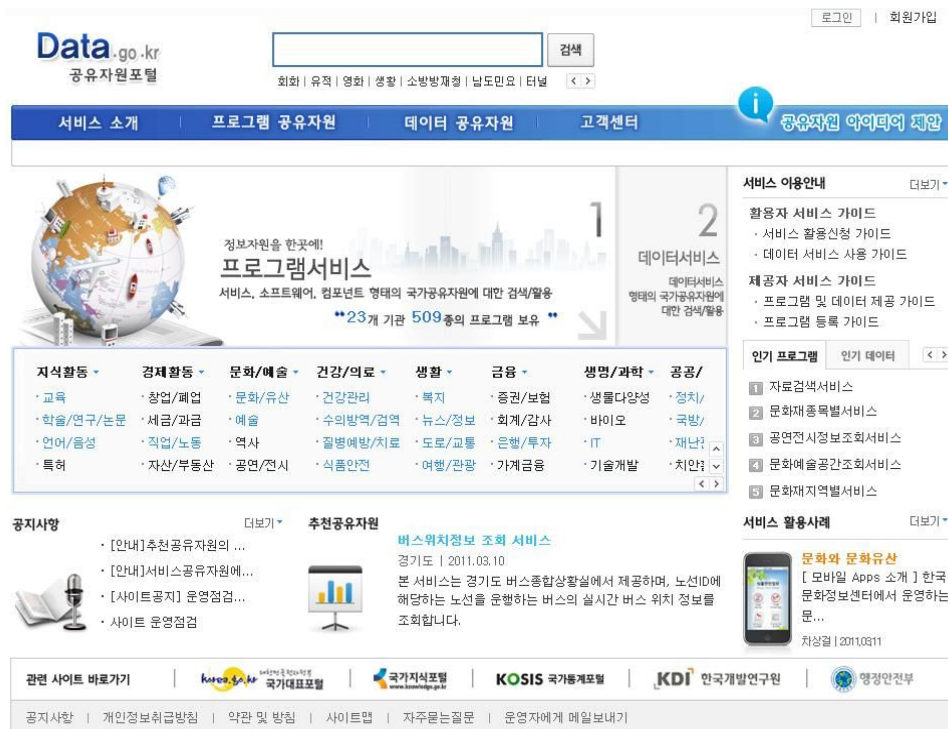 로그인 | 회원가입
Data.go.kr
공유자원포털
검색
회화 | 유적 | 영화 | 생활 | 소방방재청 | 남도민요 | 터널
서비스 소개 | 프로그램 공유자원 | 데이터 공유자원 | 고객센터
i 공유자원 아이디어 제안
정보자원을 한곳에!
프로그램서비스
서비스, 소프트웨어, 컴포넌트 형태의 국가공유자원에 대한 검색/활용
"23개 기관 509종의 프로그램 보유 "
1
2
데이터서비스
데이터서비스
형태의 국가공유자원에
대한 검색/활용
서비스 이용안내 더보기
활용자 서비스 가이드
· 서비스 활용신청 가이드
· 데이터 서비스 사용 가이드
제공자 서비스 가이드
· 프로그램 및 데이터 제공 가이드
· 프로그램 등록 가이드
지식활동 경제활동 문화/예술 건강/의료 생활 금융 생명/과학 공공/
· 교육 · 창업/폐업 · 문화/유산 · 건강관리 · 복지 · 증권/보험 · 생물다양성 · 정치/
· 학술/연구/논문 · 세금/과금 · 예술 · 수의방역/검역 · 뉴스/정보 · 회계/감사 · 바이오 · 국방/
· 언어/음성 · 직업/노동 · 역사 · 질병예방/치료 · 도로/교통 · 은행/투자 · IT · 재난
· 특허 · 자산/부동산 · 공연/전시 · 식품안전 · 여행/관광 · 가계금융 · 기술개발 · 치안
인기 프로그램 인기 데이터
1 자료검색서비스
2 문화재종목별서비스
3 공연전시정보조회서비스
4 문화예술공간조회서비스
5 문화재지역별서비스
공지사항 더보기
· [안내]추천공유자원의 ...
· [안내]서비스공유자원에...
· [사이트공지] 운영점검...
· 사이트 운영점검
추천공유자원
버스위치정보 조회 서비스
경기도 | 2011.03.10
본 서비스는 경기도 버스종합상황실에서 제공하며, 노선ID에
해당하는 노선을 운행하는 버스의 실시간 버스 위치 정보를
조회합니다.
서비스 활용사례 더보기
문화와 문화유산
[ 모바일 Apps 소개 ] 한국
문화정보센터에서 운영하는
문...
차상걸 | 2011.03.11
관련 사이트 바로가기 | korea.go.kr 국가대표포털 | 국가지식포털 www.knowledge.go.kr | KOSIS 국가통계포털 | KDI 한국개발연구원 | 행정안전부
공지사항 | 개인정보취급방침 | 약관 및 방침 | 사이트맵 | 자주묻는질문 | 운영자에게 메일보내기